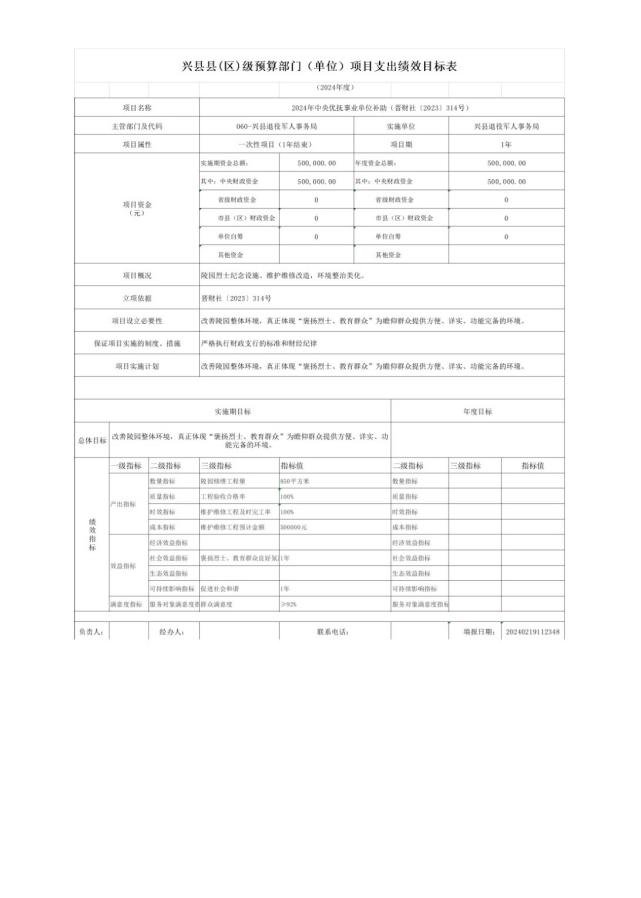 兴县县(区)级预算部门（单位）项目支出绩效目标表
（2024年度）
项目名称 2024年中央优抚事业单位补助（晋财社〔2023〕314号）
主管部门及代码 060-兴县退役军人事务局 实施单位 兴县退役军人事务局
项目属性 一次性项目（1年结束） 项目期 1年
项目资金（元） 实施期资金总额： 500,000.00 年度资金总额： 500,000.00
其中：中央财政资金 500,000.00 其中：中央财政资金 500,000.00
省级财政资金 0 省级财政资金 0
市县（区）财政资金 0 市县（区）财政资金 0
单位自筹 0 单位自筹 0
其他资金 其他资金
项目概况 陵园烈士纪念设施、维护维修改造，环境整治美化。
立项依据 晋财社〔2023〕314号
项目设立必要性 改善陵园整体环境，真正体现“褒扬烈士、教育群众”为瞻仰群众提供方便、详实、功能完备的环境。
保证项目实施的制度、措施 严格执行财政支行的标准和财经纪律
项目实施计划 改善陵园整体环境，真正体现“褒扬烈士、教育群众”为瞻仰群众提供方便、详实、功能完备的环境。
实施期目标 年度目标
总体目标 改善陵园整体环境，真正体现“褒扬烈士、教育群众”为瞻仰群众提供方便、详实、功
能完备的环境。
绩效指标 一级指标 二级指标 三级指标 指标值 二级指标 三级指标 指标值
产出指标 数量指标 陵园修缮工程量 850平方米 数量指标
质量指标 工程验收合格率 100% 质量指标
时效指标 维护维修工程及时完工率 100% 时效指标
成本指标 维护维修工程预计金额 500000元 成本指标
效益指标 经济效益指标 经济效益指标
社会效益指标 褒扬烈士、教育群众良好氛 1年 社会效益指标
生态效益指标 生态效益指标
可持续影响指标 促进社会和谐 1年 可持续影响指标
满意度指标 服务对象满意度指 群众满意度 ≥92% 服务对象满意度指标
负责人： 经办人： 联系电话： 填报日期： 20240219112348